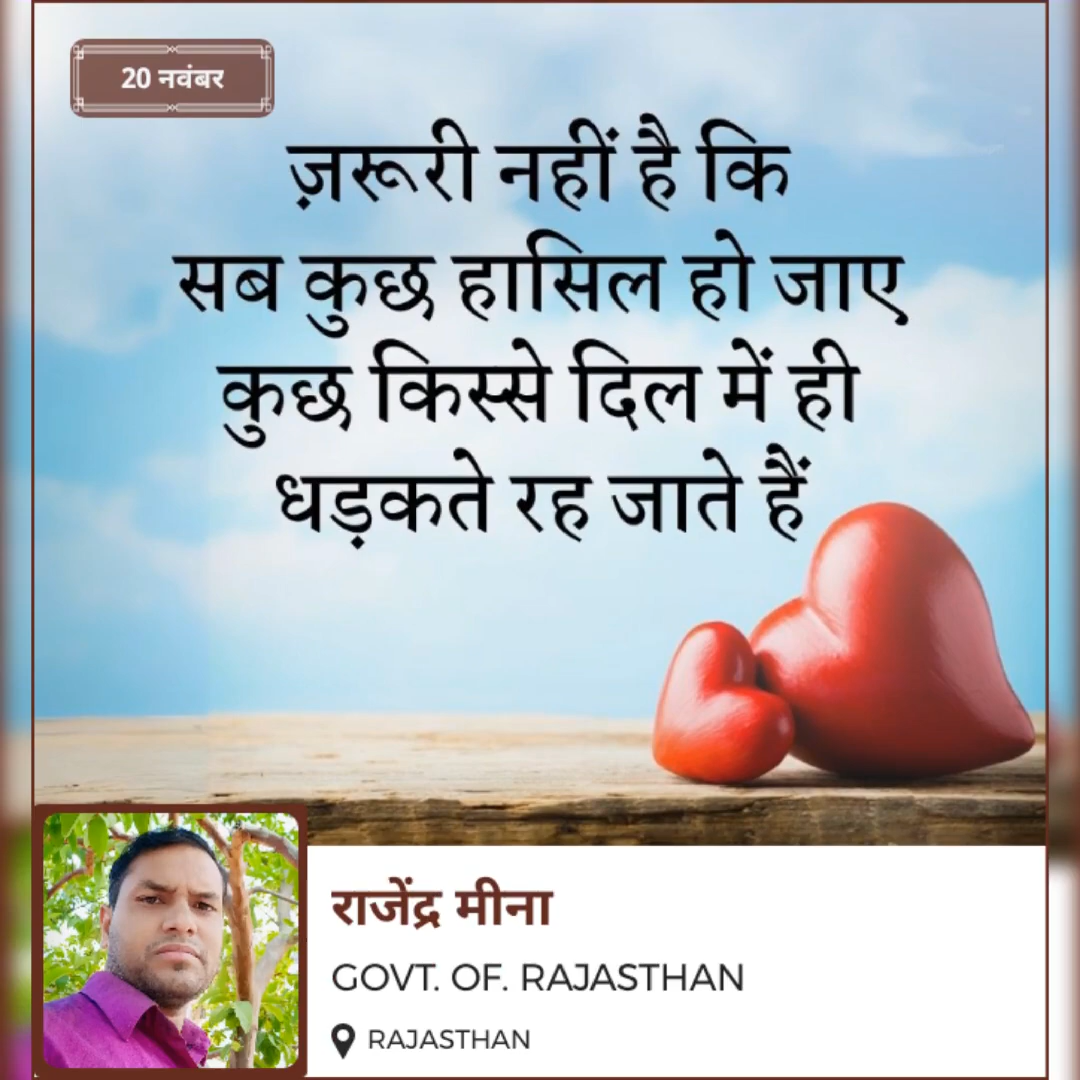 20 नवंबर
ज़रूरी नहीं है कि
सब कुछ हासिल हो जाए
कुछ किस्से दिल में ही
धड़कते रह जाते हैं
राजेंद्र मीना
GOVT. OF. RAJASTHAN
RAJASTHAN